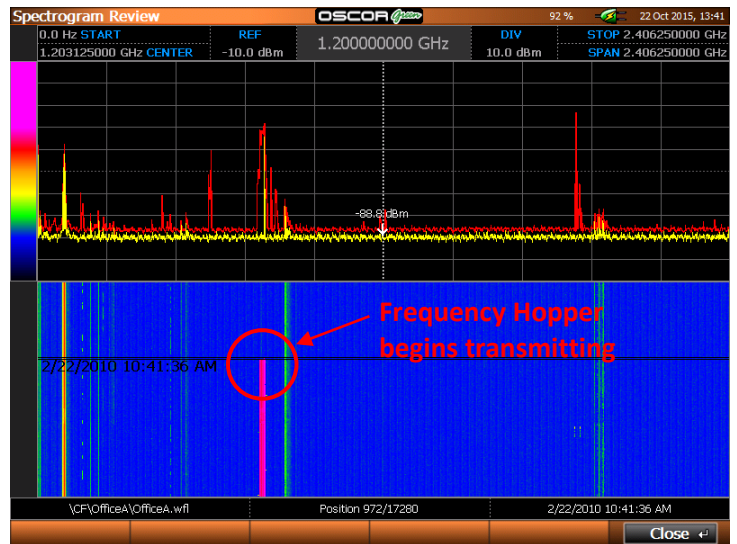 Spectrogram Review OSCOR Green 92 % 22 Oct 2015, 13:41
0.0 Hz START REF 1.200000000 GHz DIV STOP 2.406250000 GHz
1.203125000 GHz CENTER -10.0 dBm 10.0 dBm SPAN 2.406250000 GHz
-88.8 dBm
Frequency Hopper
begins transmitting
2/22/2010 10:41:36 AM
\CF\OfficeA\OfficeA.wfl Position 972/17280 2/22/2010 10:41:36 AM
Close ↵